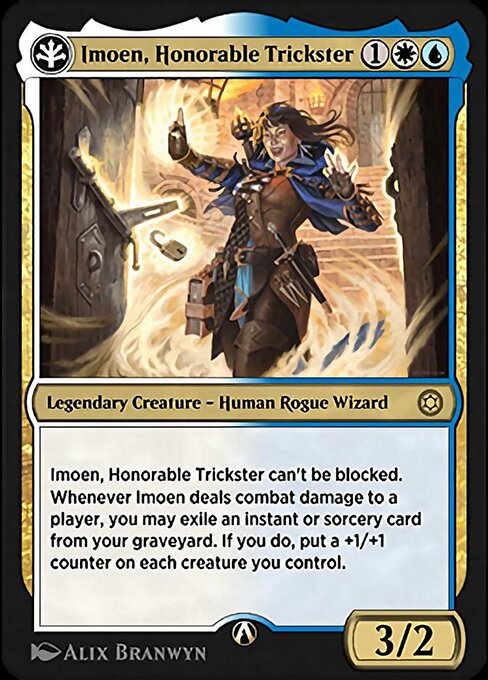 Imoen, Honorable Trickster 1
Legendary Creature – Human Rogue Wizard
Imoen, Honorable Trickster can't be blocked.
Whenever Imoen deals combat damage to a
player, you may exile an instant or sorcery card
from your graveyard. If you do, put a +1/+1
counter on each creature you control.
3/2
Alix Branwyn